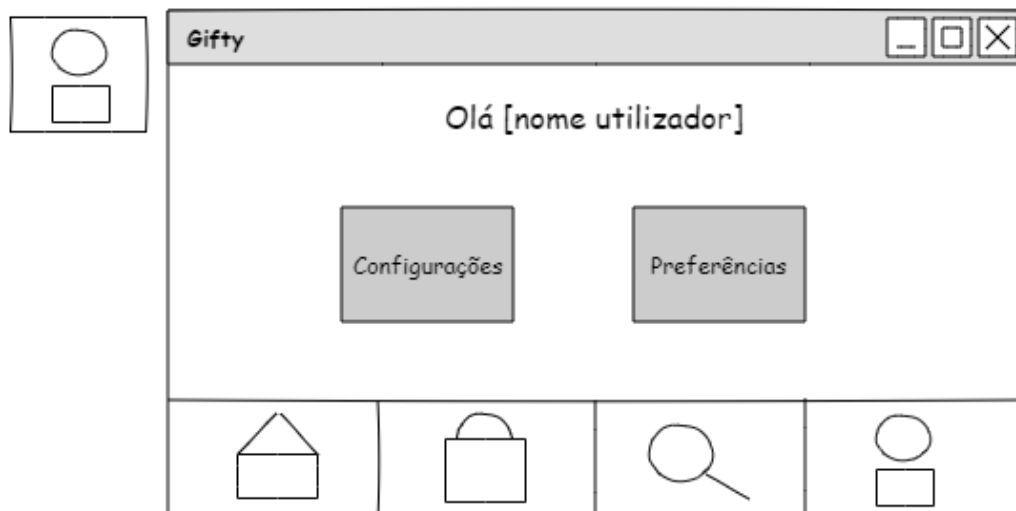 Gifty
Olá [nome utilizador]
Configurações
Preferências